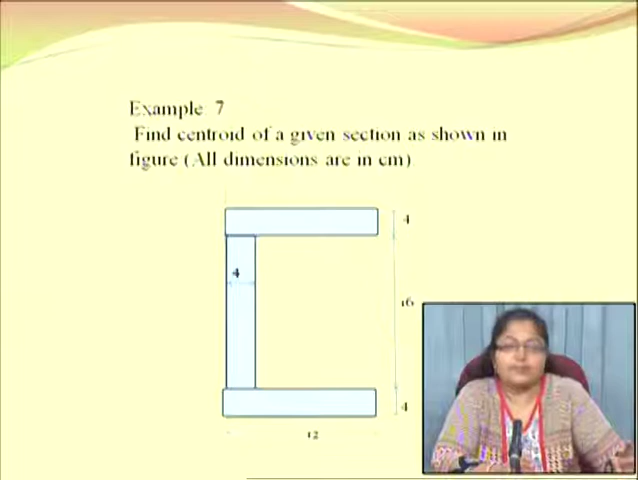 Example 7
Find centroid of a given section as shown in
figure (All dimensions are in cm)
4
4
16
4
12